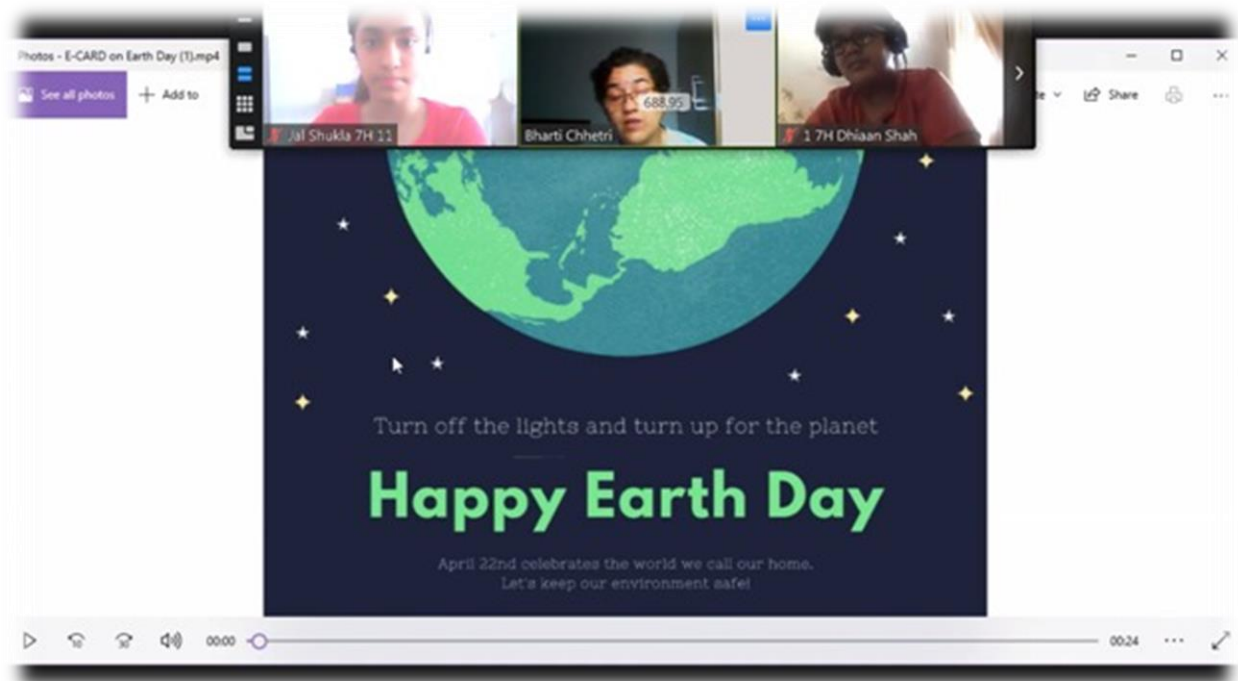 Photos - E-CARD on Earth Day (1).mp4
See all photos
+ Add to
Share
Jal Shukla 7H 11
Bharti Chhetri
688.95
1 7H Dhiaan Shah
Turn off the lights and turn up for the planet
Happy Earth Day
April 22nd celebrates the world we call our home.
Let's keep our environment safe!
00:00
00:24